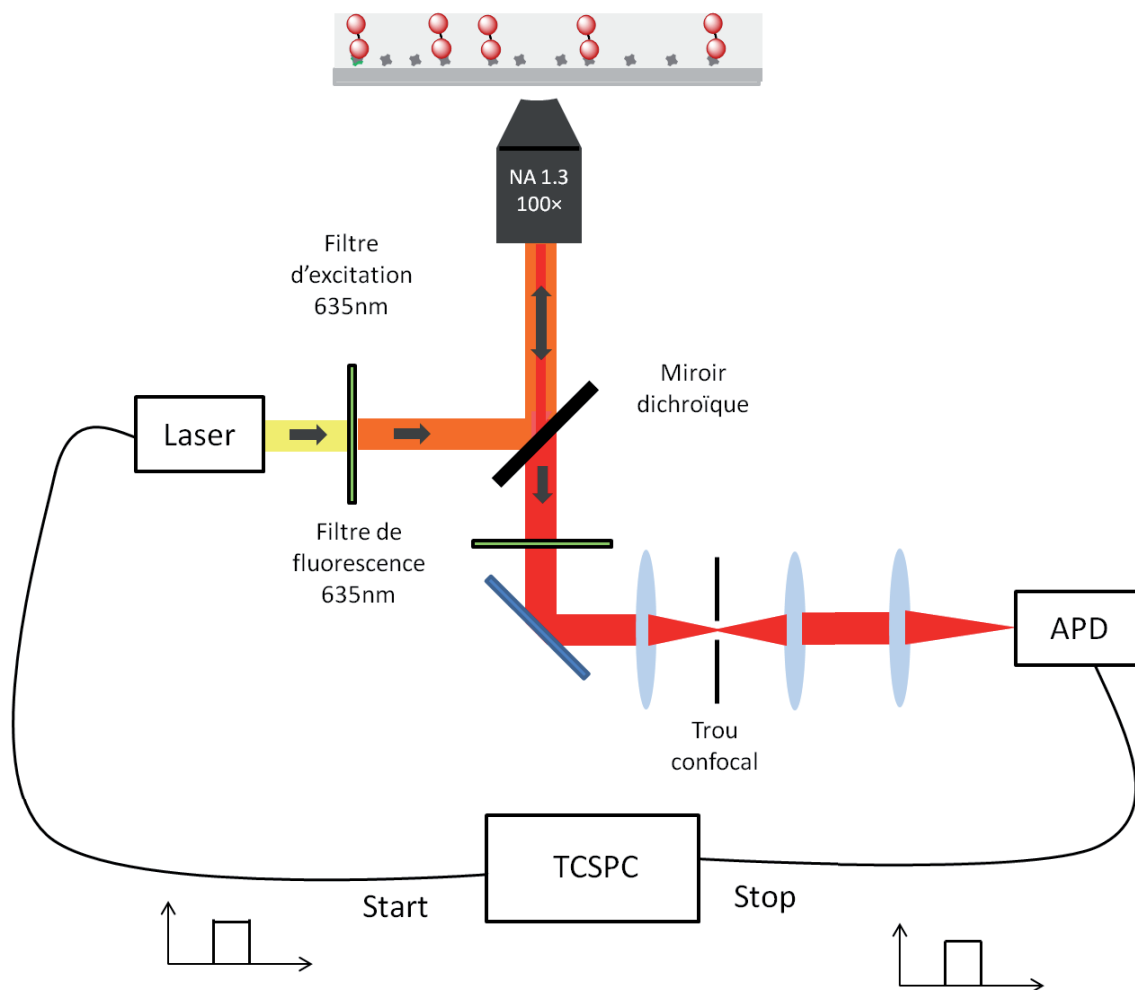 NA 1.3
100×
Filtre
d'excitation
635nm
Miroir
dichroïque
Laser
Filtre de
fluorescence
635nm
APD
Trou
confocal
TCSPC
Start
Stop